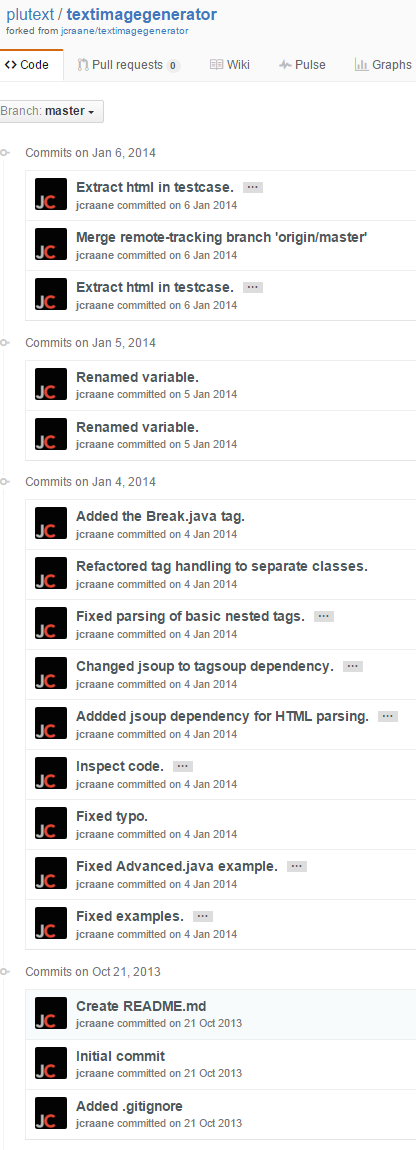 plutext / textimagegenerator
forked from jcraane/textimagegenerator
<> Code Pull requests 0 Wiki Pulse Graphs
Branch: master
Commits on Jan 6, 2014
JC Extract html in testcase. ...
jcraane committed on 6 Jan 2014
JC Merge remote-tracking branch 'origin/master'
jcraane committed on 6 Jan 2014
JC Extract html in testcase. ...
jcraane committed on 6 Jan 2014
Commits on Jan 5, 2014
JC Renamed variable.
jcraane committed on 5 Jan 2014
JC Renamed variable.
jcraane committed on 5 Jan 2014
Commits on Jan 4, 2014
JC Added the Break.java tag.
jcraane committed on 4 Jan 2014
JC Refactored tag handling to separate classes.
jcraane committed on 4 Jan 2014
JC Fixed parsing of basic nested tags. ...
jcraane committed on 4 Jan 2014
JC Changed jsoup to tagsoup dependency. ...
jcraane committed on 4 Jan 2014
JC Addded jsoup dependency for HTML parsing. ...
jcraane committed on 4 Jan 2014
JC Inspect code. ...
jcraane committed on 4 Jan 2014
JC Fixed typo.
jcraane committed on 4 Jan 2014
JC Fixed Advanced.java example. ...
jcraane committed on 4 Jan 2014
JC Fixed examples. ...
jcraane committed on 4 Jan 2014
Commits on Oct 21, 2013
JC Create README.md
jcraane committed on 21 Oct 2013
JC Initial commit
jcraane committed on 21 Oct 2013
JC Added .gitignore
jcraane committed on 21 Oct 2013